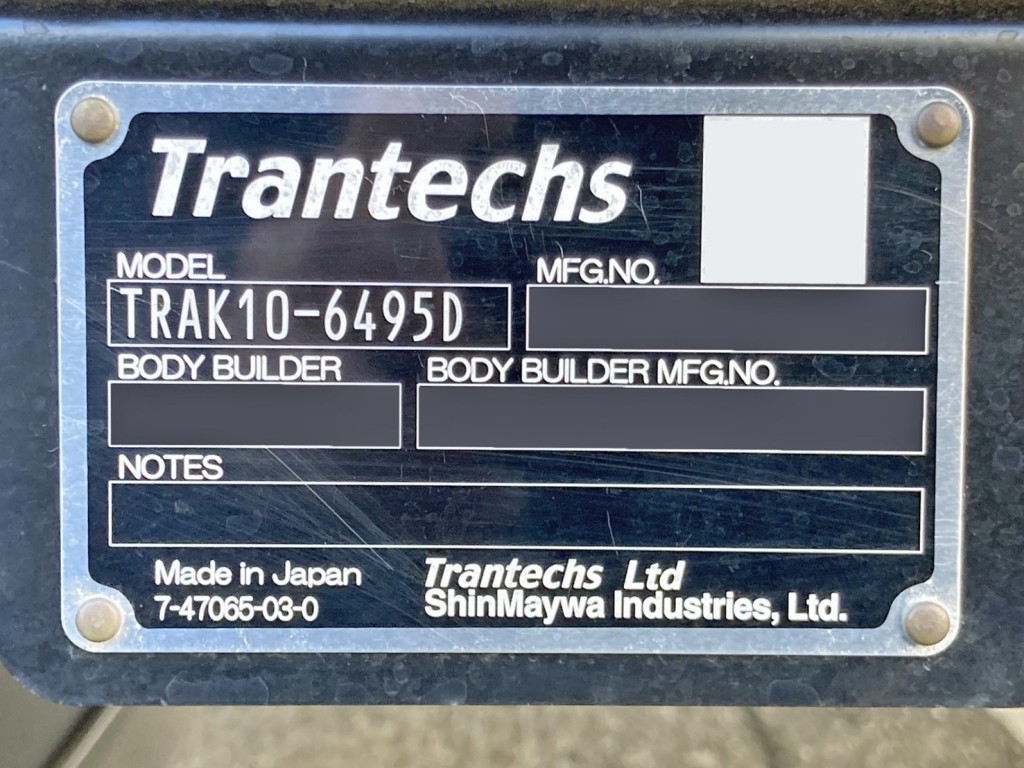 Trantechs
MODEL MFG.NO.
TRAK10-6495D
BODY BUILDER BODY BUILDER MFG.NO.
NOTES
Made in Japan Trantechs Ltd
7-47065-03-0 ShinMaywa Industries, Ltd.